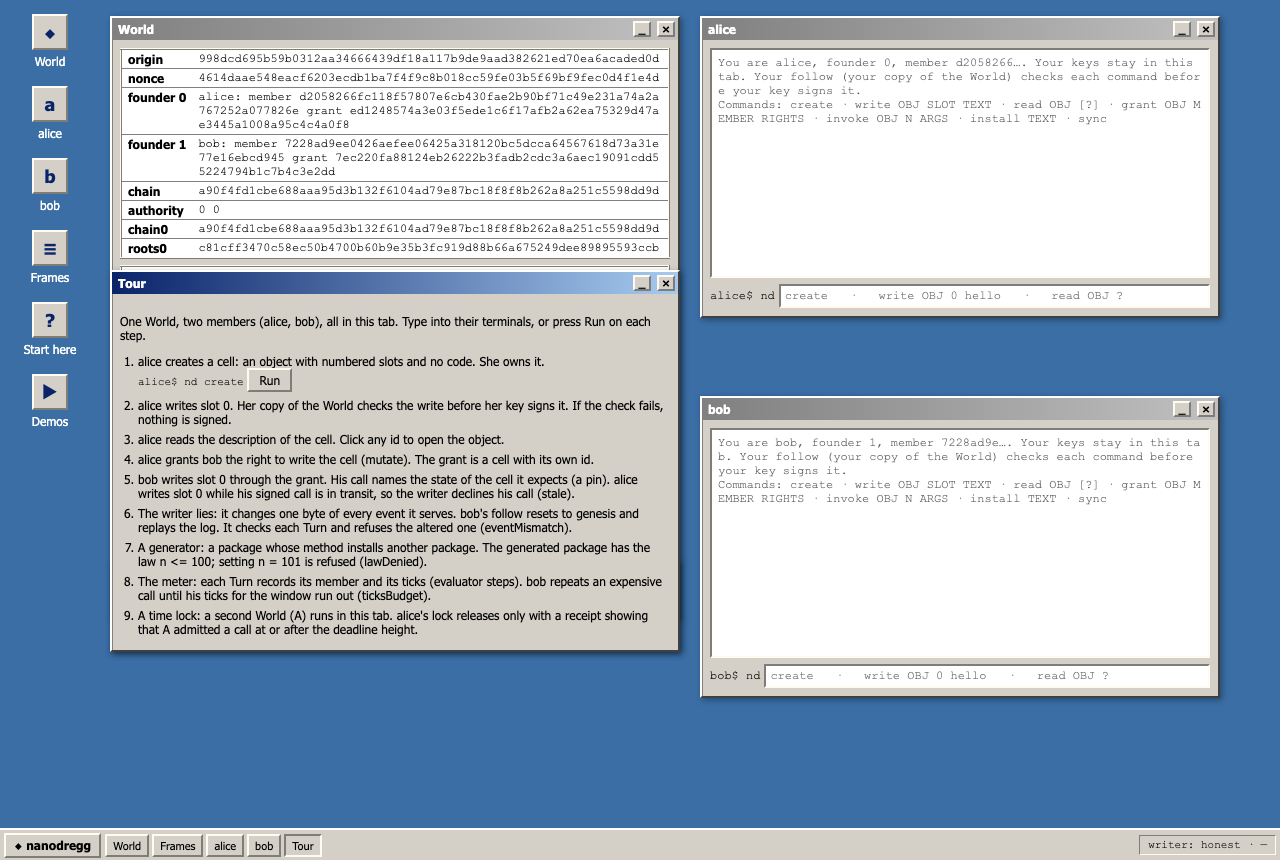 World
alice
bob
Frames
Start here
Demos
World
origin 998dcd695b59b0312aa34666439df18a117b9de9aad382621ed70ea6acaded0d
nonce 4614daae548eacf6203ecdb1ba7f4f9c8b018cc59fe03b5f69bf9fec0d4f1e4d
founder 0 alice: member d2058266fc118f57807e6cb430fae2b90bf71c49e231a74a2a
767252a077826e grant ed1248574a3e03f5ede1c6f17afb2a62ea75329d47a
e3445a1008a95c4c4a0f8
founder 1 bob: member 7228ad9ee0426aefee06425a318120bc5dcca64567618d73a31e
77e16ebcd945 grant 7ec220fa88124eb26222b3fadb2cdc3a6aec19091cdd5
5224794b1c7b4c3e2dd
chain a90f4fd1cbe688aaa95d3b132f6104ad79e87bc18f8f8b262a8a251c5598dd9d
authority 0 0
chain0 a90f4fd1cbe688aaa95d3b132f6104ad79e87bc18f8f8b262a8a251c5598dd9d
roots0 c81cff3470c58ec50b4700b60b9e35b3fc919d88b66a675249dee89895593ccb
Tour
One World, two members (alice, bob), all in this tab. Type into their terminals, or press Run on each
step.
1. alice creates a cell: an object with numbered slots and no code. She owns it.
alice$ nd create Run
2. alice writes slot 0. Her copy of the World checks the write before her key signs it. If the check fails,
nothing is signed.
3. alice reads the description of the cell. Click any id to open the object.
4. alice grants bob the right to write the cell (mutate). The grant is a cell with its own id.
5. bob writes slot 0 through the grant. His call names the state of the cell it expects (a pin). alice
writes slot 0 while his signed call is in transit, so the writer declines his call (stale).
6. The writer lies: it changes one byte of every event it serves. bob's follow resets to genesis and
replays the log. It checks each Turn and refuses the altered one (eventMismatch).
7. A generator: a package whose method installs another package. The generated package has the
law n <= 100; setting n = 101 is refused (lawDenied).
8. The meter: each Turn records its member and its ticks (evaluator steps). bob repeats an expensive
call until his ticks for the window run out (ticksBudget).
9. A time lock: a second World (A) runs in this tab. alice's lock releases only with a receipt showing
that A admitted a call at or after the deadline height.
alice
You are alice, founder 0, member d2058266…. Your keys stay in this
tab. Your follow (your copy of the World) checks each command befor
e your key signs it.
Commands: create · write OBJ SLOT TEXT · read OBJ [?] · grant OBJ M
EMBER RIGHTS · invoke OBJ N ARGS · install TEXT · sync
alice$ nd create · write OBJ 0 hello · read OBJ ?
bob
You are bob, founder 1, member 7228ad9e…. Your keys stay in this ta
b. Your follow (your copy of the World) checks each command before
your key signs it.
Commands: create · write OBJ SLOT TEXT · read OBJ [?] · grant OBJ M
EMBER RIGHTS · invoke OBJ N ARGS · install TEXT · sync
bob$ nd create · write OBJ 0 hello · read OBJ ?
nanodregg World Frames alice bob Tour writer: honest · —